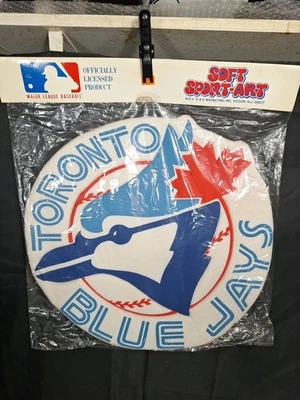 OFFICIALLY
LICENSED
PRODUCT
MAJOR LEAGUE BASEBALL
SOFT
SPORT-ART
TORONTO
BLUE JAYS